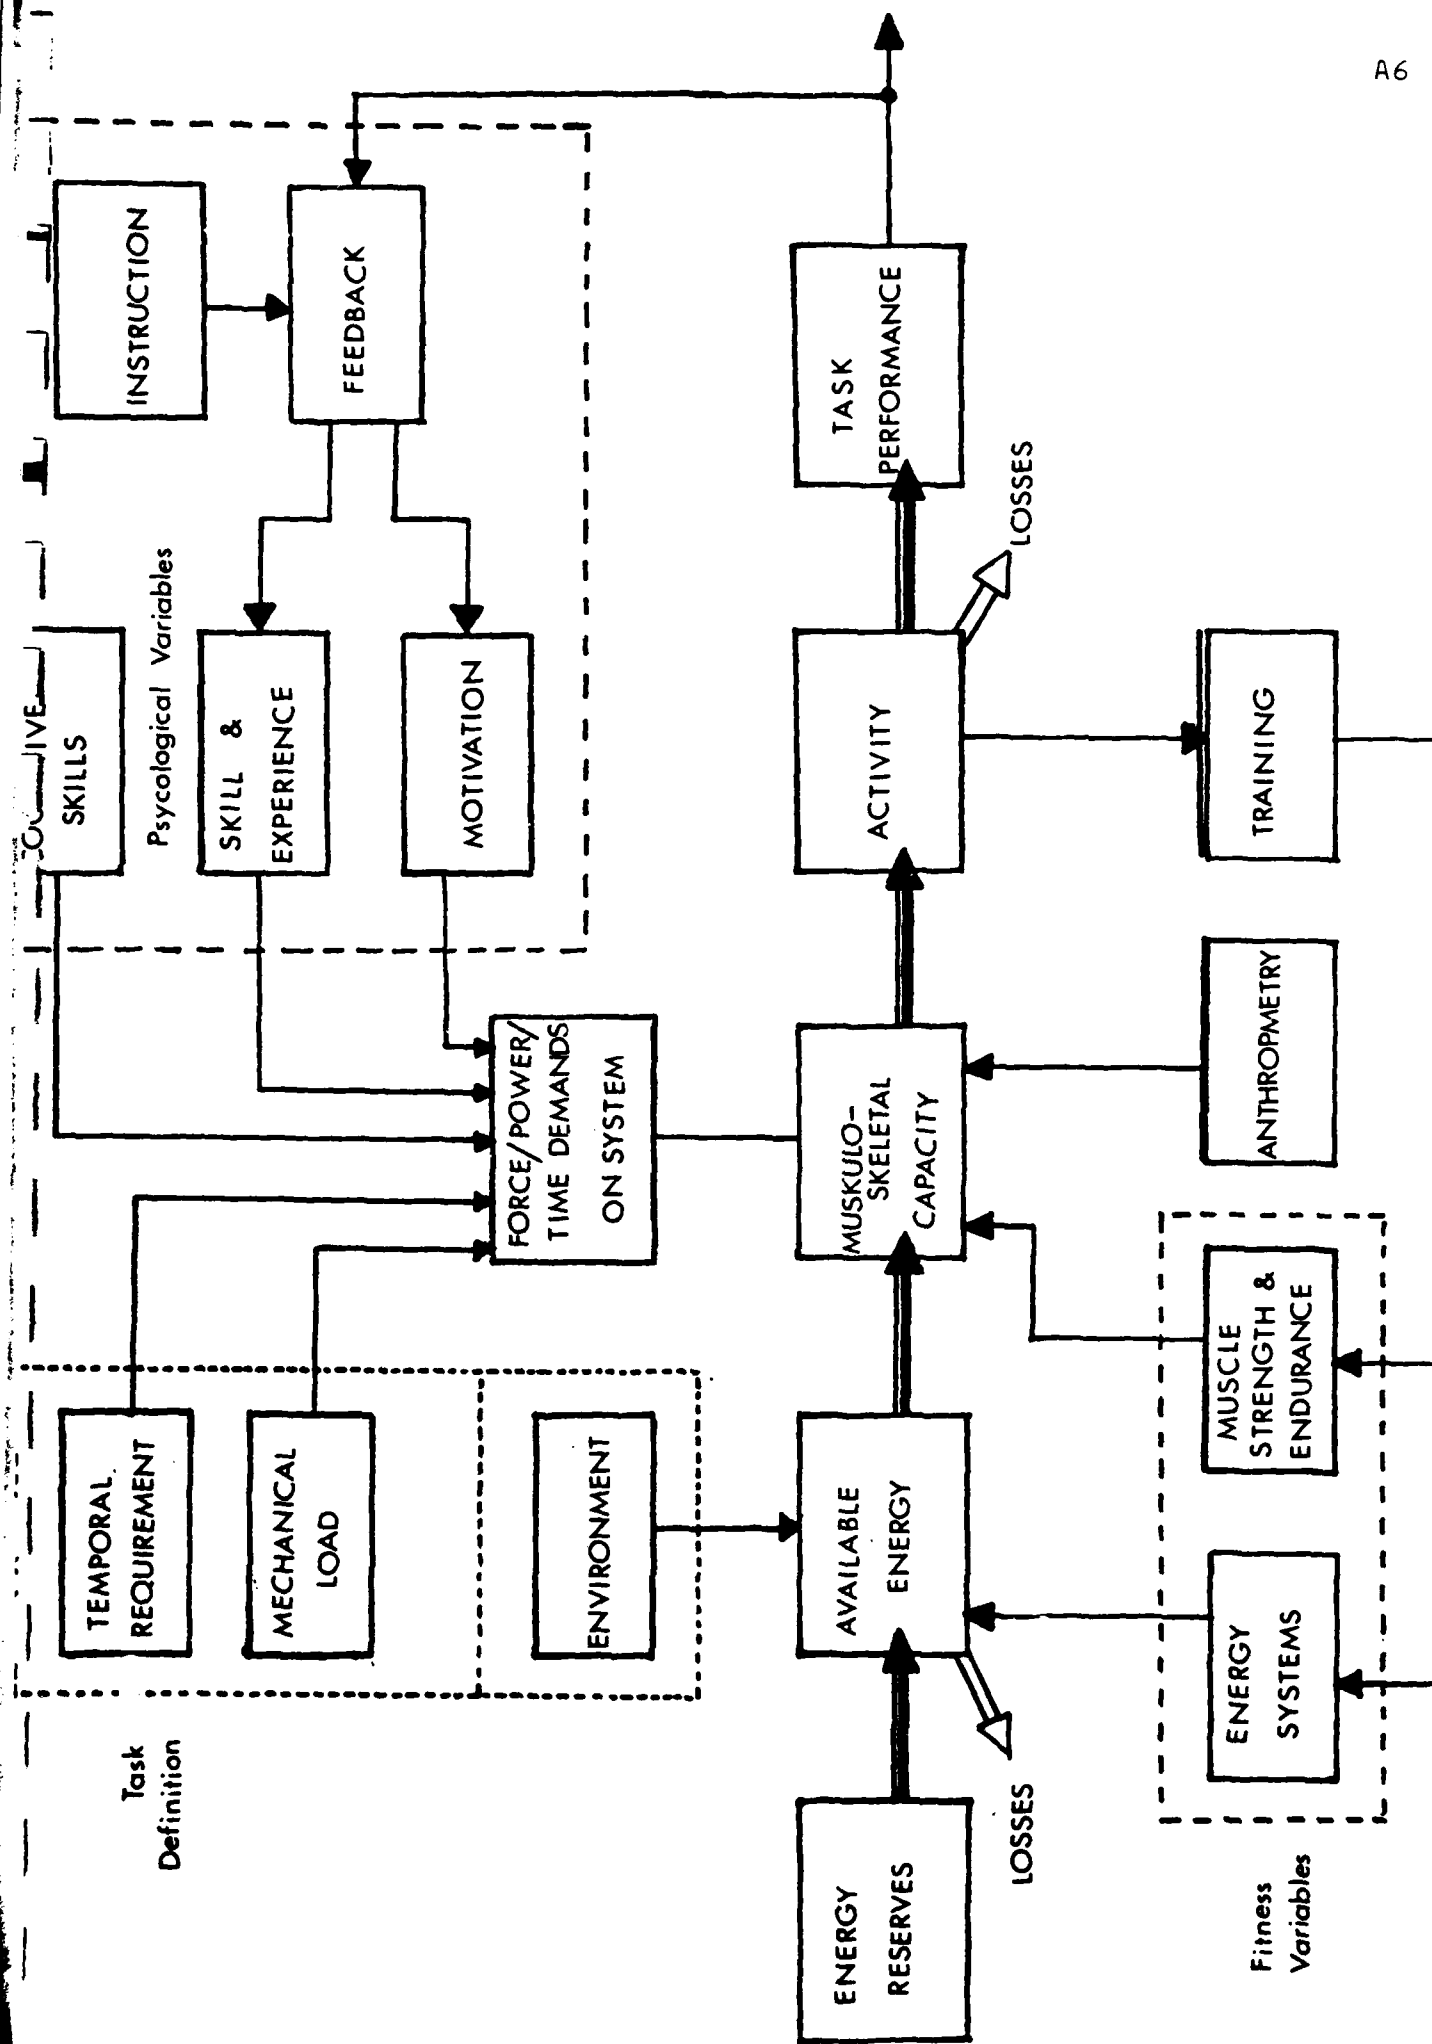 A6
TEMPORAL
REQUIREMENT
MECHANICAL
LOAD
Task
Definition
ENVIRONMENT
SKILLS
Psycological Variables
SKILL &
EXPERIENCE
MOTIVATION
INSTRUCTION
FEEDBACK
FORCE/POWER/
TIME DEMANDS
ON SYSTEM
ENERGY
RESERVES
AVAILABLE
ENERGY
MUSKULO-
SKELETAL
CAPACITY
ACTIVITY
TASK
PERFORMANCE
LOSSES
LOSSES
Fitness
Variables
ENERGY
SYSTEMS
MUSCLE
STRENGTH &
ENDURANCE
ANTHROPMETRY
TRAINING